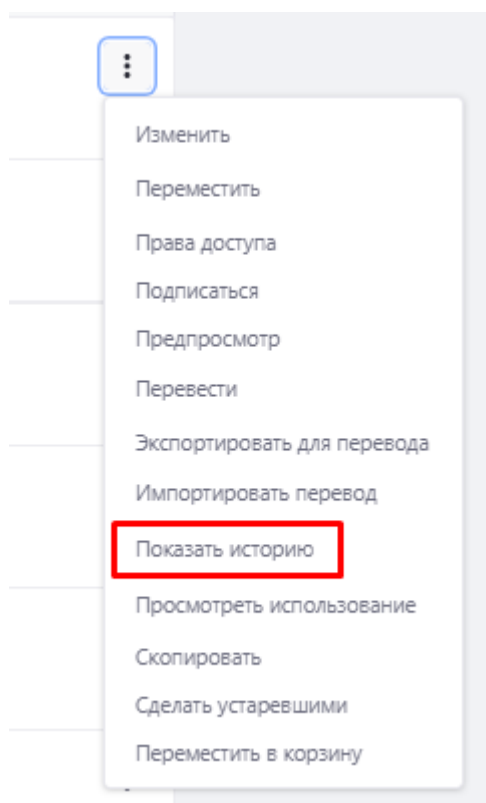 Изменить
Переместить
Права доступа
Подписаться
Предпросмотр
Перевести
Экспортировать для перевода
Импортировать перевод
Показать историю
Просмотреть использование
Скопировать
Сделать устаревшими
Переместить в корзину